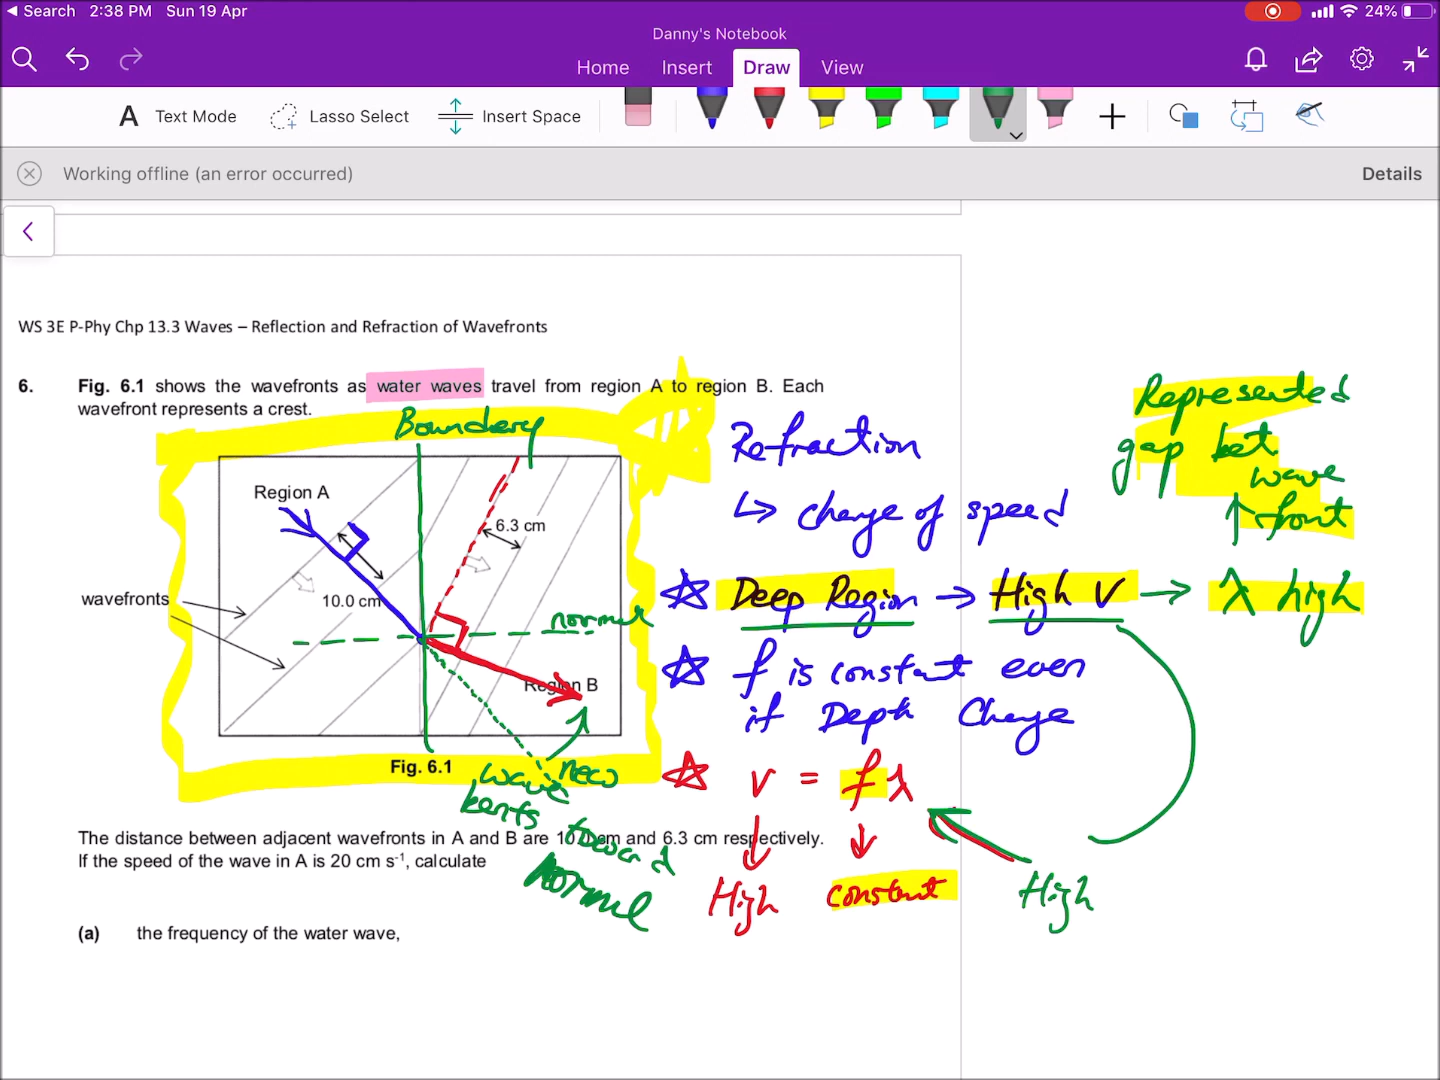 Search 2:38 PM Sun 19 Apr 24%
Danny's Notebook
Home Insert Draw View
A Text Mode Lasso Select Insert Space
Working offline (an error occurred) Details
WS 3E P-Phy Chp 13.3 Waves – Reflection and Refraction of Wavefronts
6. Fig. 6.1 shows the wavefronts as water waves travel from region A to region B. Each
wavefront represents a crest.
Boundary
Region A
6.3 cm
wavefronts
10.0 cm
normal
Region B
Fig. 6.1
new
wave
bents
toward
normal
Refraction
↳ change of speed
☆ Deep Region → High v → λ high
Represented
gap bet
wave
↑ front
☆ f is constant even
if Depth Change
☆ v = fλ
High constant High
The distance between adjacent wavefronts in A and B are 10.0 cm and 6.3 cm respectively.
If the speed of the wave in A is 20 cm s⁻¹, calculate
(a) the frequency of the water wave,